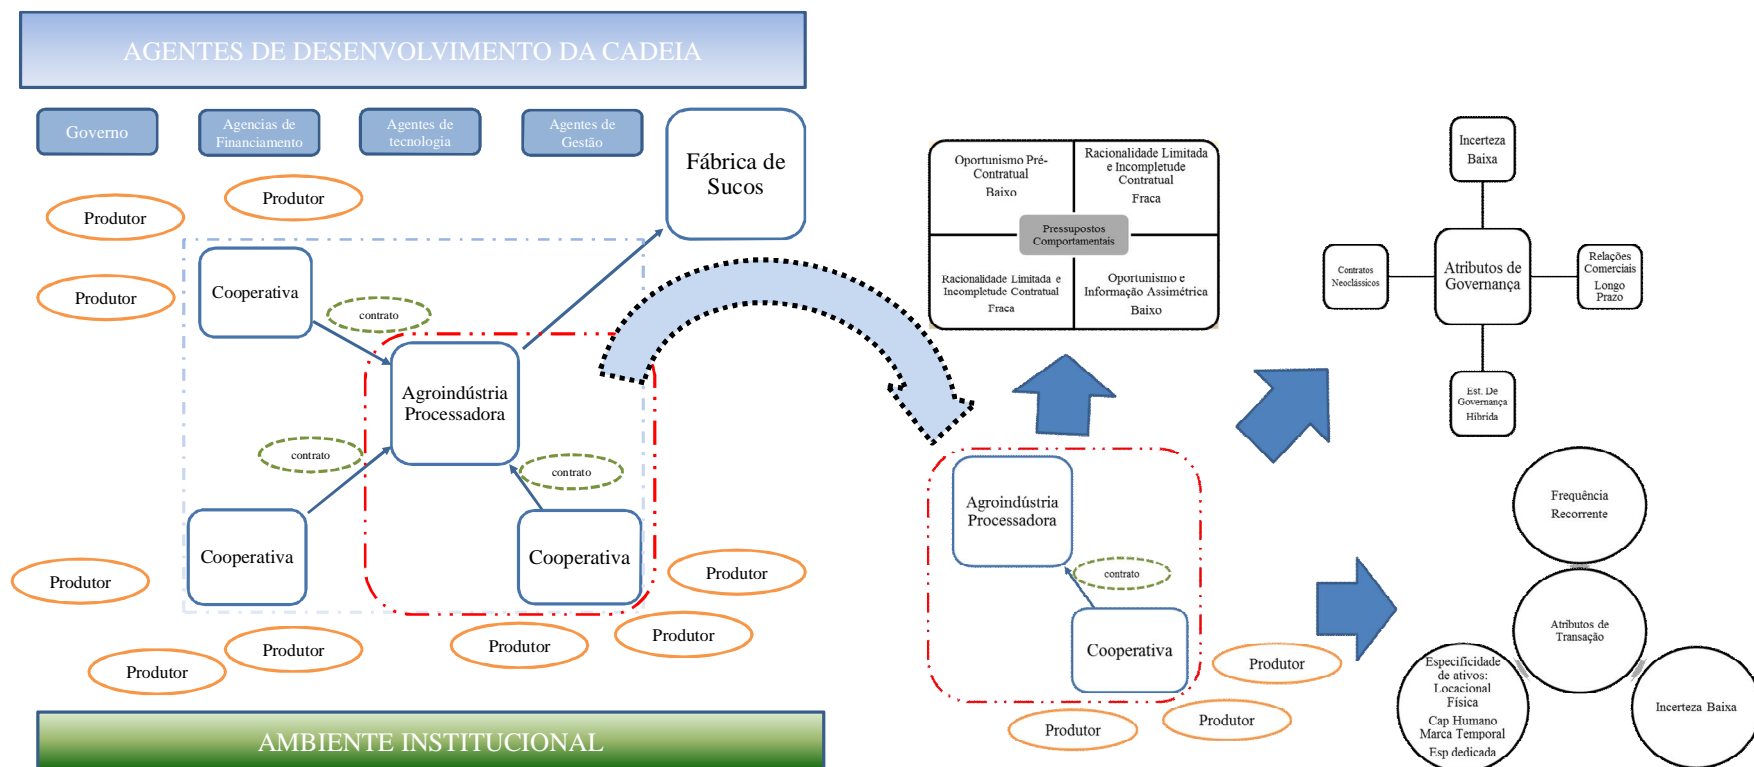 AGENTES DE DESENVOLVIMENTO DA CADEIA
Governo
Agencias de
Financiamento
Agentes de
tecnologia
Agentes de
Gestão
Fábrica de
Sucos
Produtor
Produtor
Produtor
Cooperativa
contrato
Agroindústria
Processadora
contrato
contrato
Cooperativa
Cooperativa
Produtor
Produtor
Produtor
Produtor
Produtor
Produtor
AMBIENTE INSTITUCIONAL
Oportunismo Pré-
Contratual
Baixo
Racionalidade Limitada
e Incompletude
Contratual
Fraca
Pressupostos
Comportamentais
Racionalidade Limitada e
Incompletude Contratual
Fraca
Oportunismo e
Informação Assimétrica
Baixo
Agroindústria
Processadora
contrato
Cooperativa
Produtor
Produtor
Produtor
Incerteza
Baixa
Contratos
Neoclássicos
Atributos de
Governança
Relações
Comerciais
Longo
Prazo
Est. De
Governança
Híbrida
Frequência
Recorrente
Atributos de
Transação
Especificidade
de ativos:
Locacional
Física
Cap Humano
Marca Temporal
Esp dedicada
Incerteza Baixa